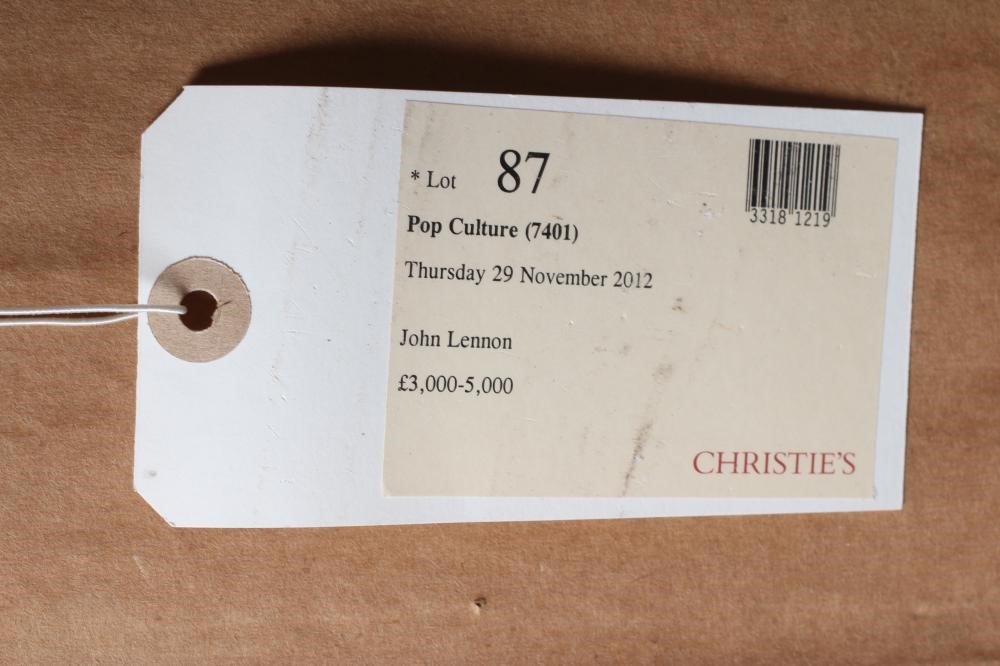 * Lot 87
Pop Culture (7401)
Thursday 29 November 2012
John Lennon
£3,000-5,000
3318 1219
CHRISTIE'S